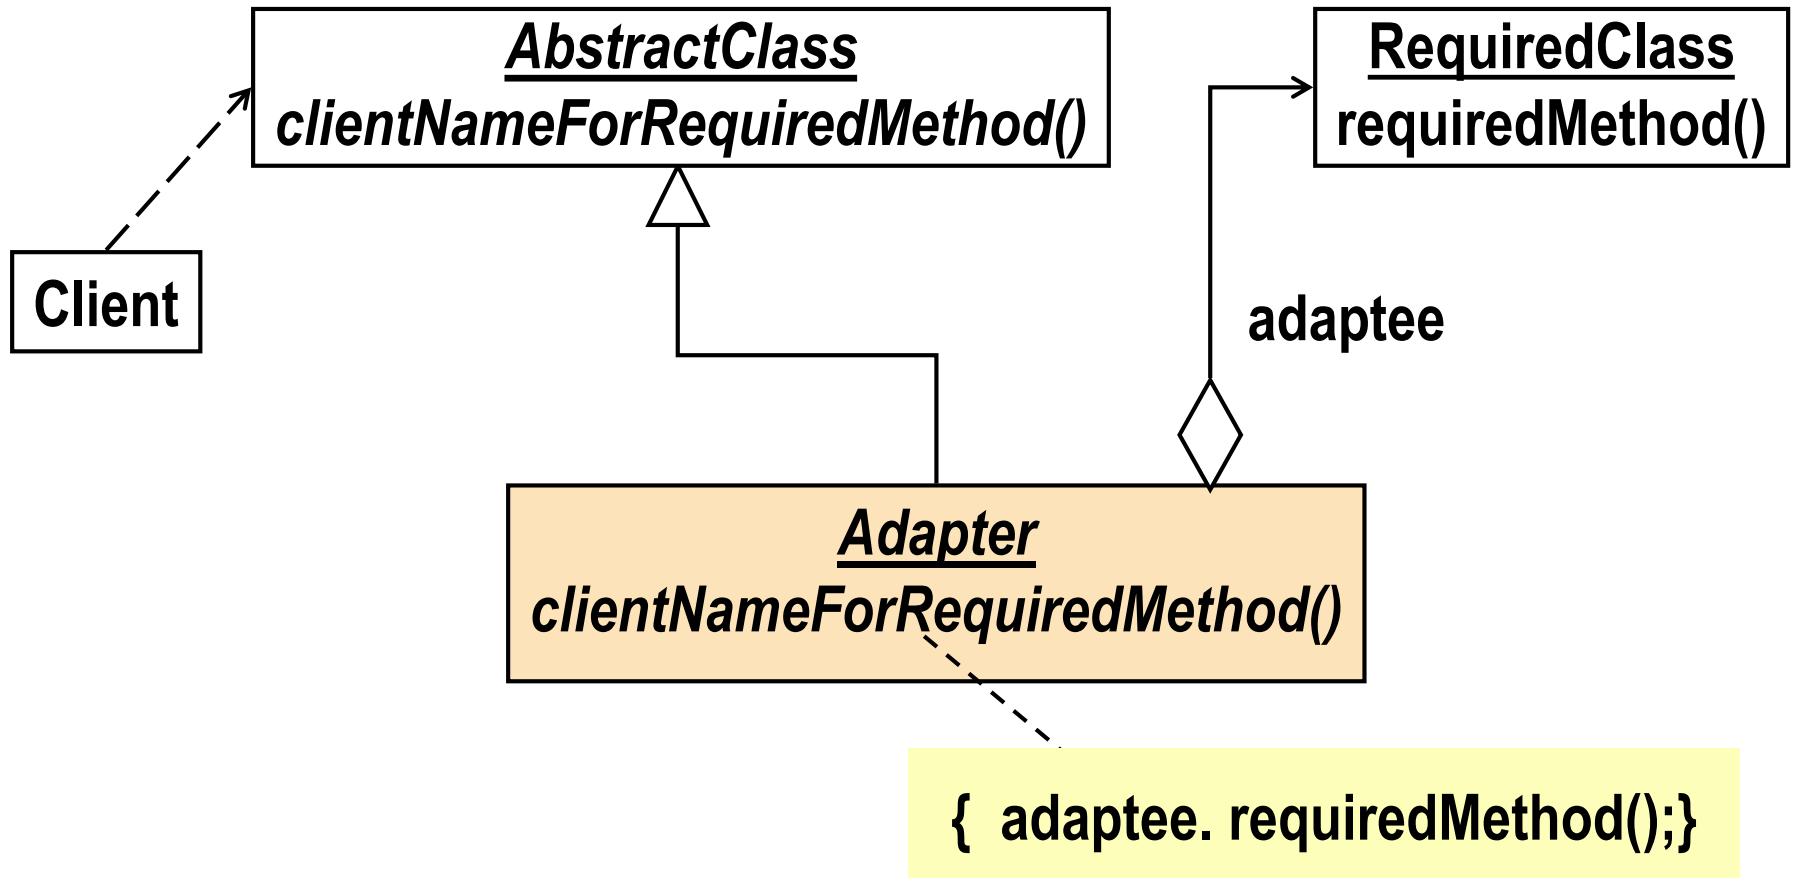 AbstractClass
clientNameForRequiredMethod()
RequiredClass
requiredMethod()
Client
adaptee
Adapter
clientNameForRequiredMethod()
{ adaptee. requiredMethod();}